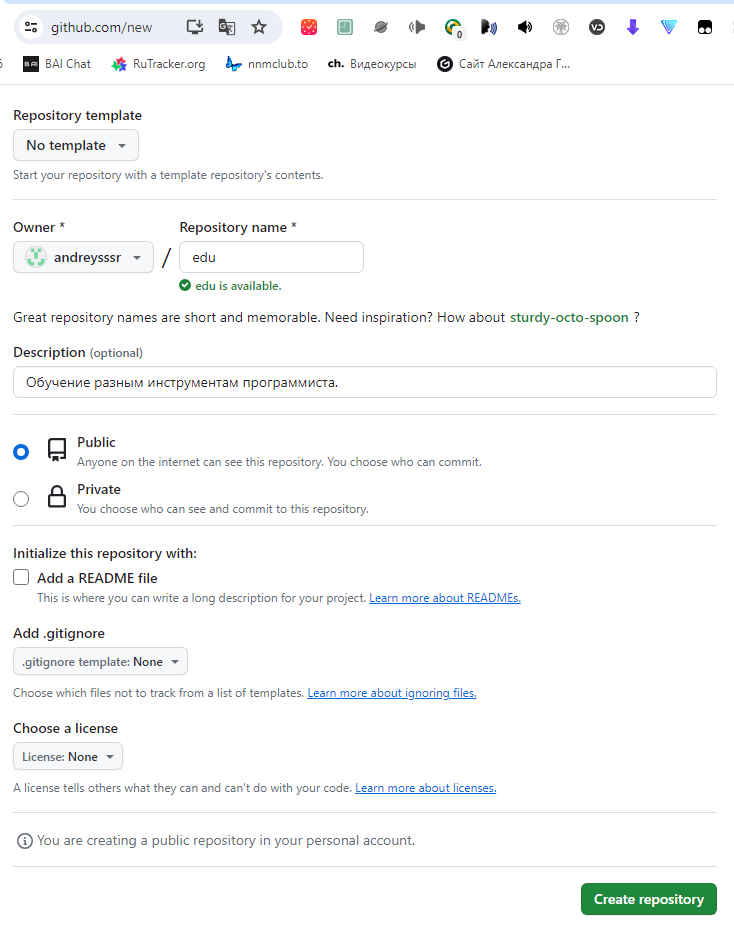 github.com/new
0
6 BAI BAI Chat RuTracker.org nnmclub.to ch. Видеокурсы Сайт Александра Г...
Repository template
No template
Start your repository with a template repository's contents.
Owner * Repository name *
andreysssr / edu
edu is available.
Great repository names are short and memorable. Need inspiration? How about sturdy-octo-spoon ?
Description (optional)
Обучение разным инструментам программиста.
Public
Anyone on the internet can see this repository. You choose who can commit.
Private
You choose who can see and commit to this repository.
Initialize this repository with:
Add a README file
This is where you can write a long description for your project. Learn more about READMEs.
Add .gitignore
.gitignore template: None
Choose which files not to track from a list of templates. Learn more about ignoring files.
Choose a license
License: None
A license tells others what they can and can't do with your code. Learn more about licenses.
You are creating a public repository in your personal account.
Create repository